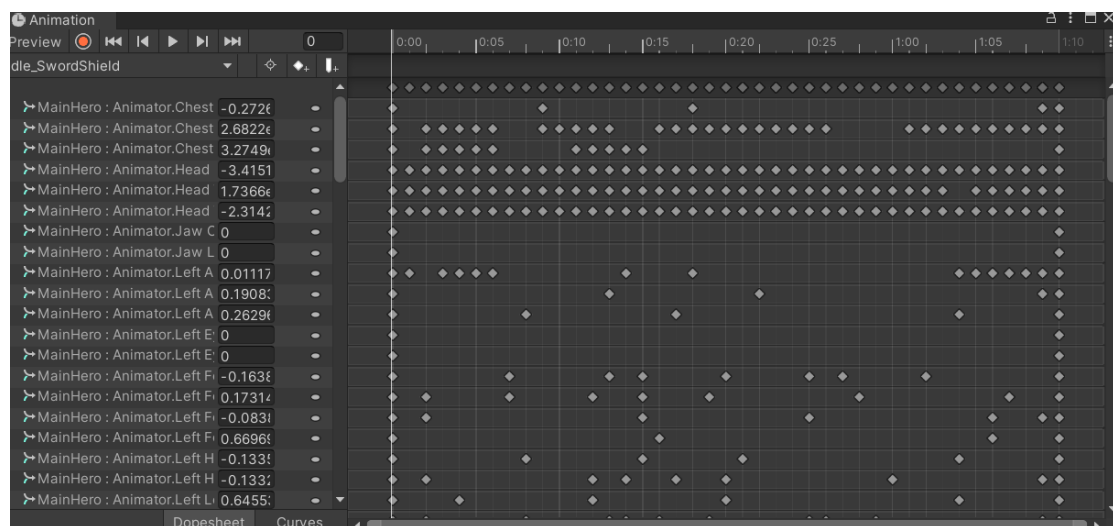 Animation
Preview 0 0:00 0:05 0:10 0:15 0:20 0:25 1:00 1:05 1:10
dle_SwordShield
MainHero : Animator.Chest -0.2726
MainHero : Animator.Chest 2.6822e
MainHero : Animator.Chest 3.2749
MainHero : Animator.Head -3.4151
MainHero : Animator.Head 1.7366e
MainHero : Animator.Head -2.3142
MainHero : Animator.Jaw C 0
MainHero : Animator.Jaw L 0
MainHero : Animator.Left A 0.01117
MainHero : Animator.Left A 0.1908
MainHero : Animator.Left A 0.2629
MainHero : Animator.Left E 0
MainHero : Animator.Left E 0
MainHero : Animator.Left F -0.1638
MainHero : Animator.Left F 0.1731
MainHero : Animator.Left F -0.083
MainHero : Animator.Left F 0.6696
MainHero : Animator.Left H -0.133
MainHero : Animator.Left H -0.133
MainHero : Animator.Left L 0.6455
Dopesheet Curves